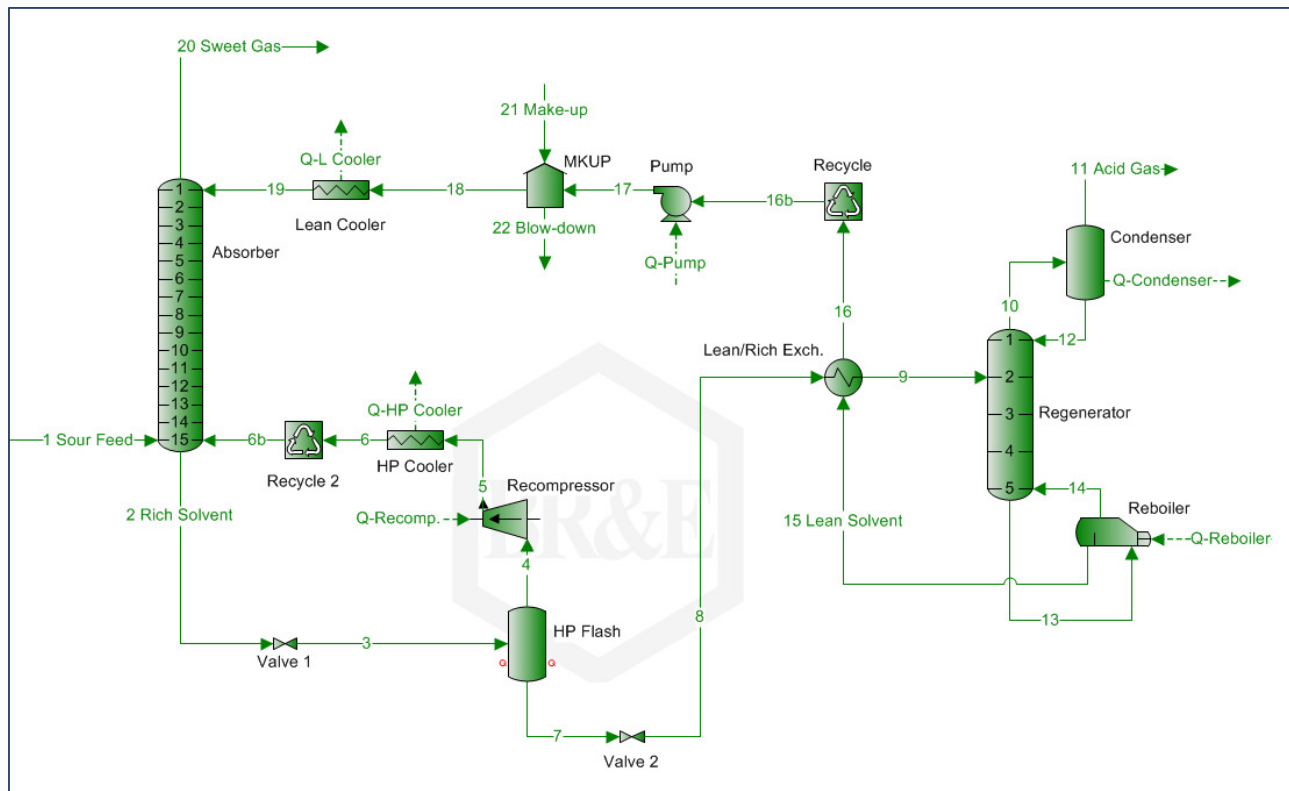 20 Sweet Gas
21 Make-up
Q-L Cooler
MKUP
Pump
Recycle
11 Acid Gas
1
19
18
17
16b
2
Lean Cooler
3
22 Blow-down
Condenser
4
Absorber
5
Q-Pump
6
10
Q-Condenser
7
16
8
9
1
12
10
Lean/Rich Exch.
11
9
2
12
Q-HP Cooler
3
Regenerator
13
4
14
1 Sour Feed
15
6b
6
5
14
HP Cooler
Recycle 2
5
Recompressor
Reboiler
2 Rich Solvent
Q-Recomp.
15 Lean Solvent
Q-Reboiler
BR&E
4
8
13
HP Flash
3
Q
Q
Valve 1
7
Valve 2